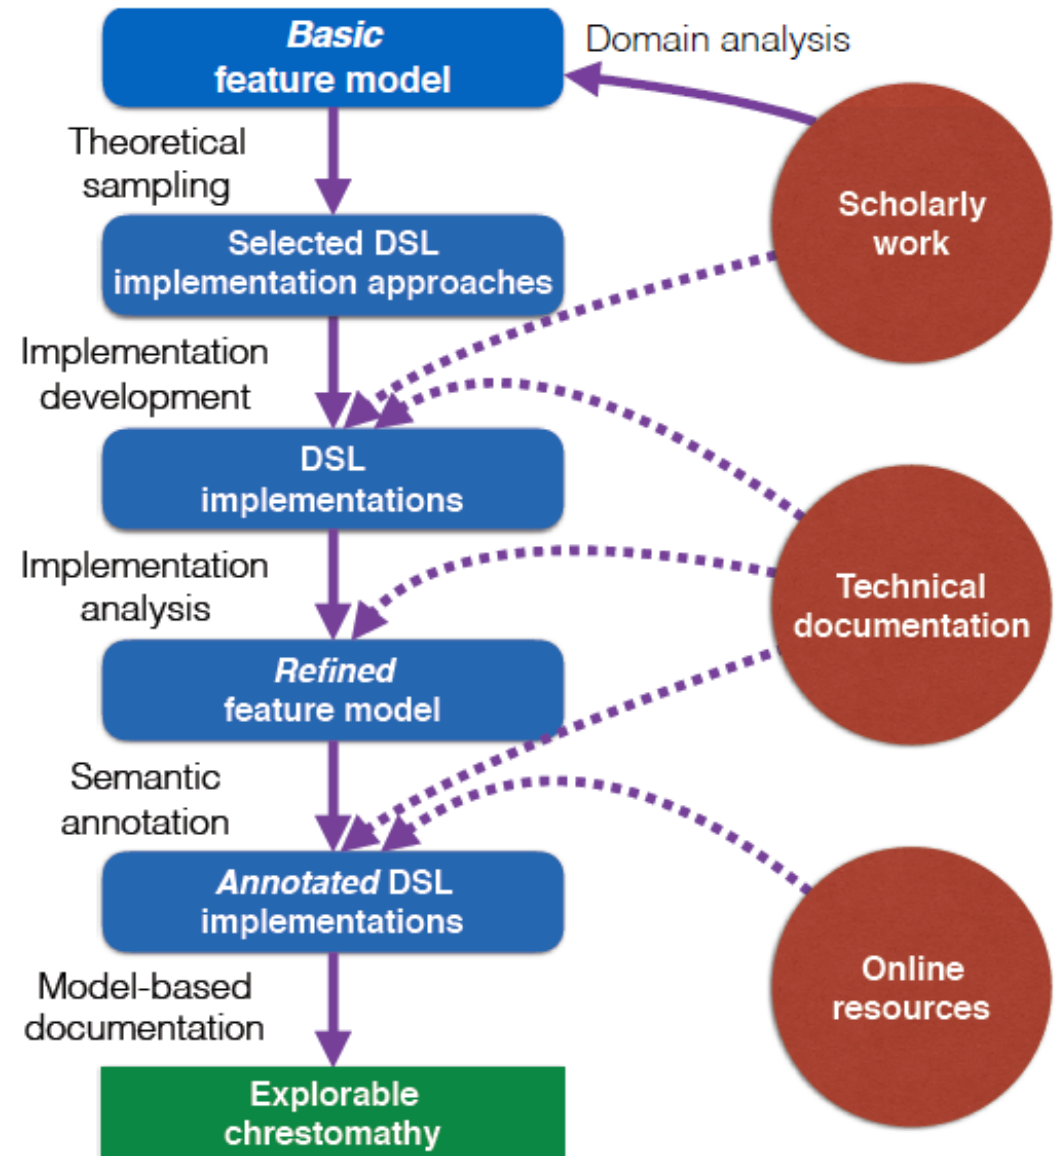 Basic
feature model
Domain analysis
Theoretical
sampling
Scholarly
work
Selected DSL
implementation approaches
Implementation
development
DSL
implementations
Implementation
analysis
Technical
documentation
Refined
feature model
Semantic
annotation
Annotated DSL
implementations
Online
resources
Model-based
documentation
Explorable
chrestomathy